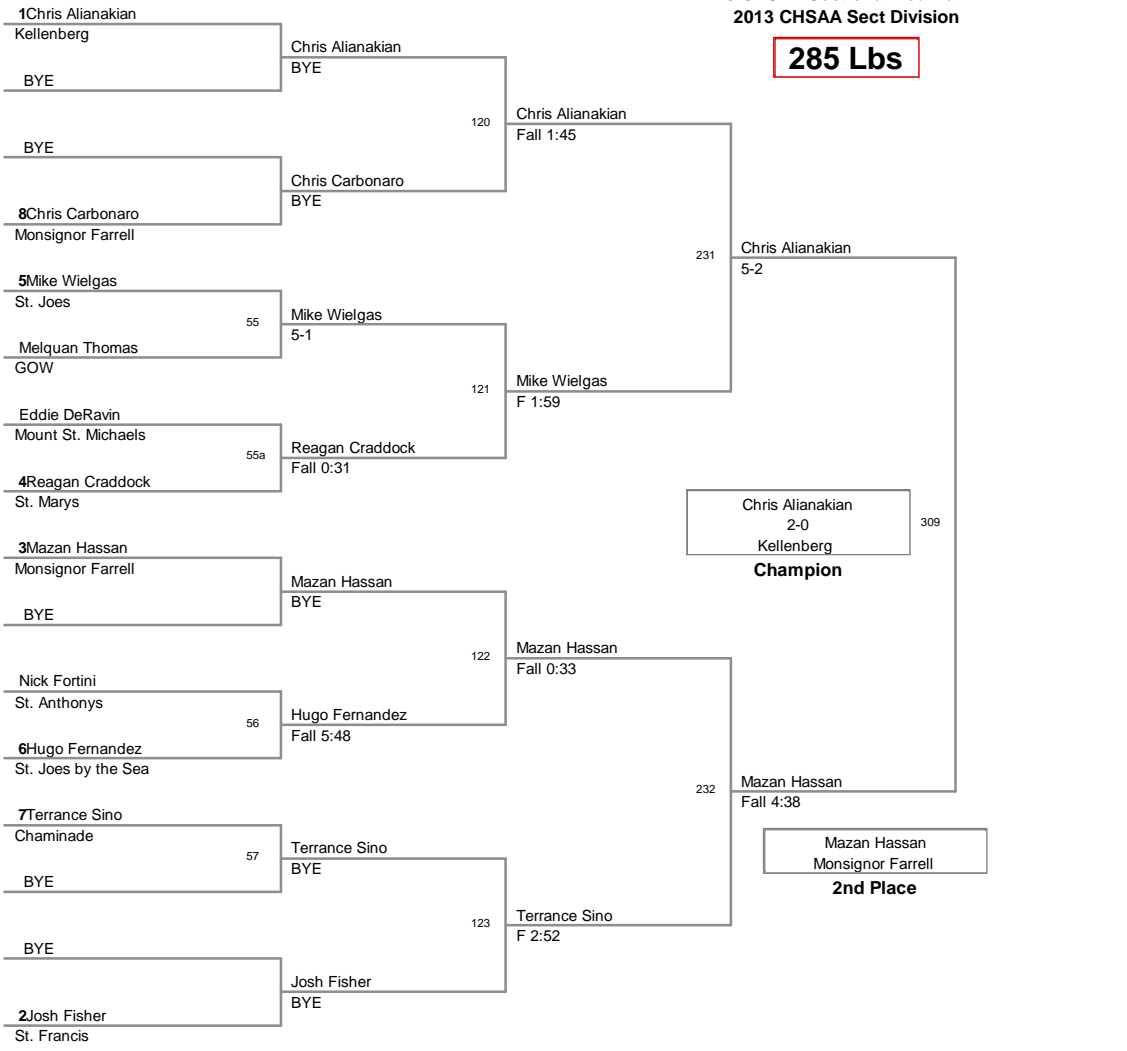 2013 CHSAA Sect Division
285 Lbs
1Chris Alianakian
Kellenberg
BYE
BYE
8Chris Carbonaro
Monsignor Farrell
5Mike Wielgas
St. Joes
55
Melquan Thomas
GOW
Eddie DeRavin
Mount St. Michaels
55a
4Reagan Craddock
St. Marys
3Mazan Hassan
Monsignor Farrell
BYE
Nick Fortini
St. Anthonys
56
6Hugo Fernandez
St. Joes by the Sea
7Terrance Sino
Chaminade
57
BYE
BYE
2Josh Fisher
St. Francis
Chris Alianakian
BYE
120
Chris Carbonaro
BYE
Mike Wielgas
5-1
121
Reagan Craddock
Fall 0:31
Mazan Hassan
BYE
122
Hugo Fernandez
Fall 5:48
Terrance Sino
BYE
123
Josh Fisher
BYE
Chris Alianakian
Fall 1:45
231
Mike Wielgas
F 1:59
Mazan Hassan
Fall 0:33
232
Terrance Sino
F 2:52
Chris Alianakian
5-2
Chris Alianakian
2-0
Kellenberg
309
Champion
Mazan Hassan
Fall 4:38
Mazan Hassan
Monsignor Farrell
2nd Place